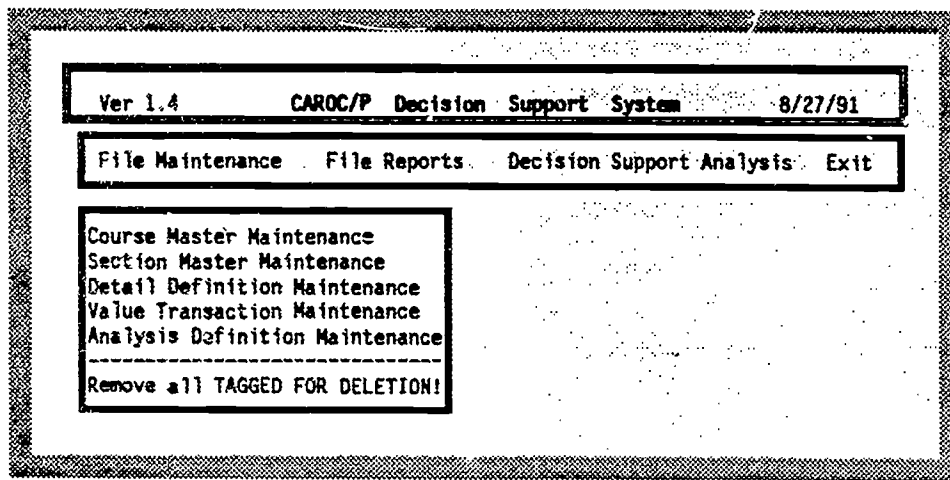 Ver 1.4 CAROC/P Decision Support System 8/27/91
File Maintenance File Reports Decision Support Analysis Exit
Course Master Maintenance
Section Master Maintenance
Detail Definition Maintenance
Value Transaction Maintenance
Analysis Definition Maintenance
--------------------------------
Remove all TAGGED FOR DELETION!